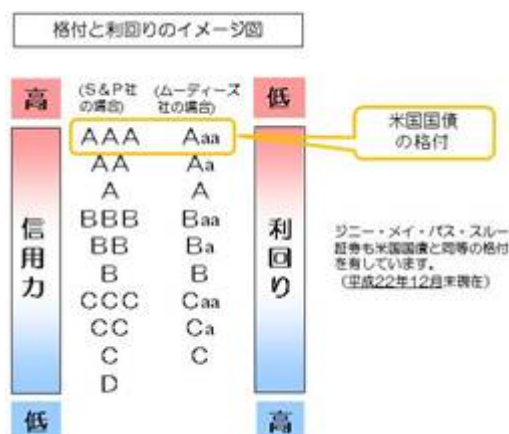 格付と利回りのイメージ図
高
(S&P社の場合)
(ムーディーズ社の場合)
低
米国国債
の格付
AAA Aaa
AA Aa
A A
BBB Baa
BB Ba
B B
CCC Caa
CC Ca
C C
D
信用力
利回り
ジニー・メイ・パス・スルー
証券も米国国債と同等の格付
を有しています。
(平成22年12月末現在)
低
高